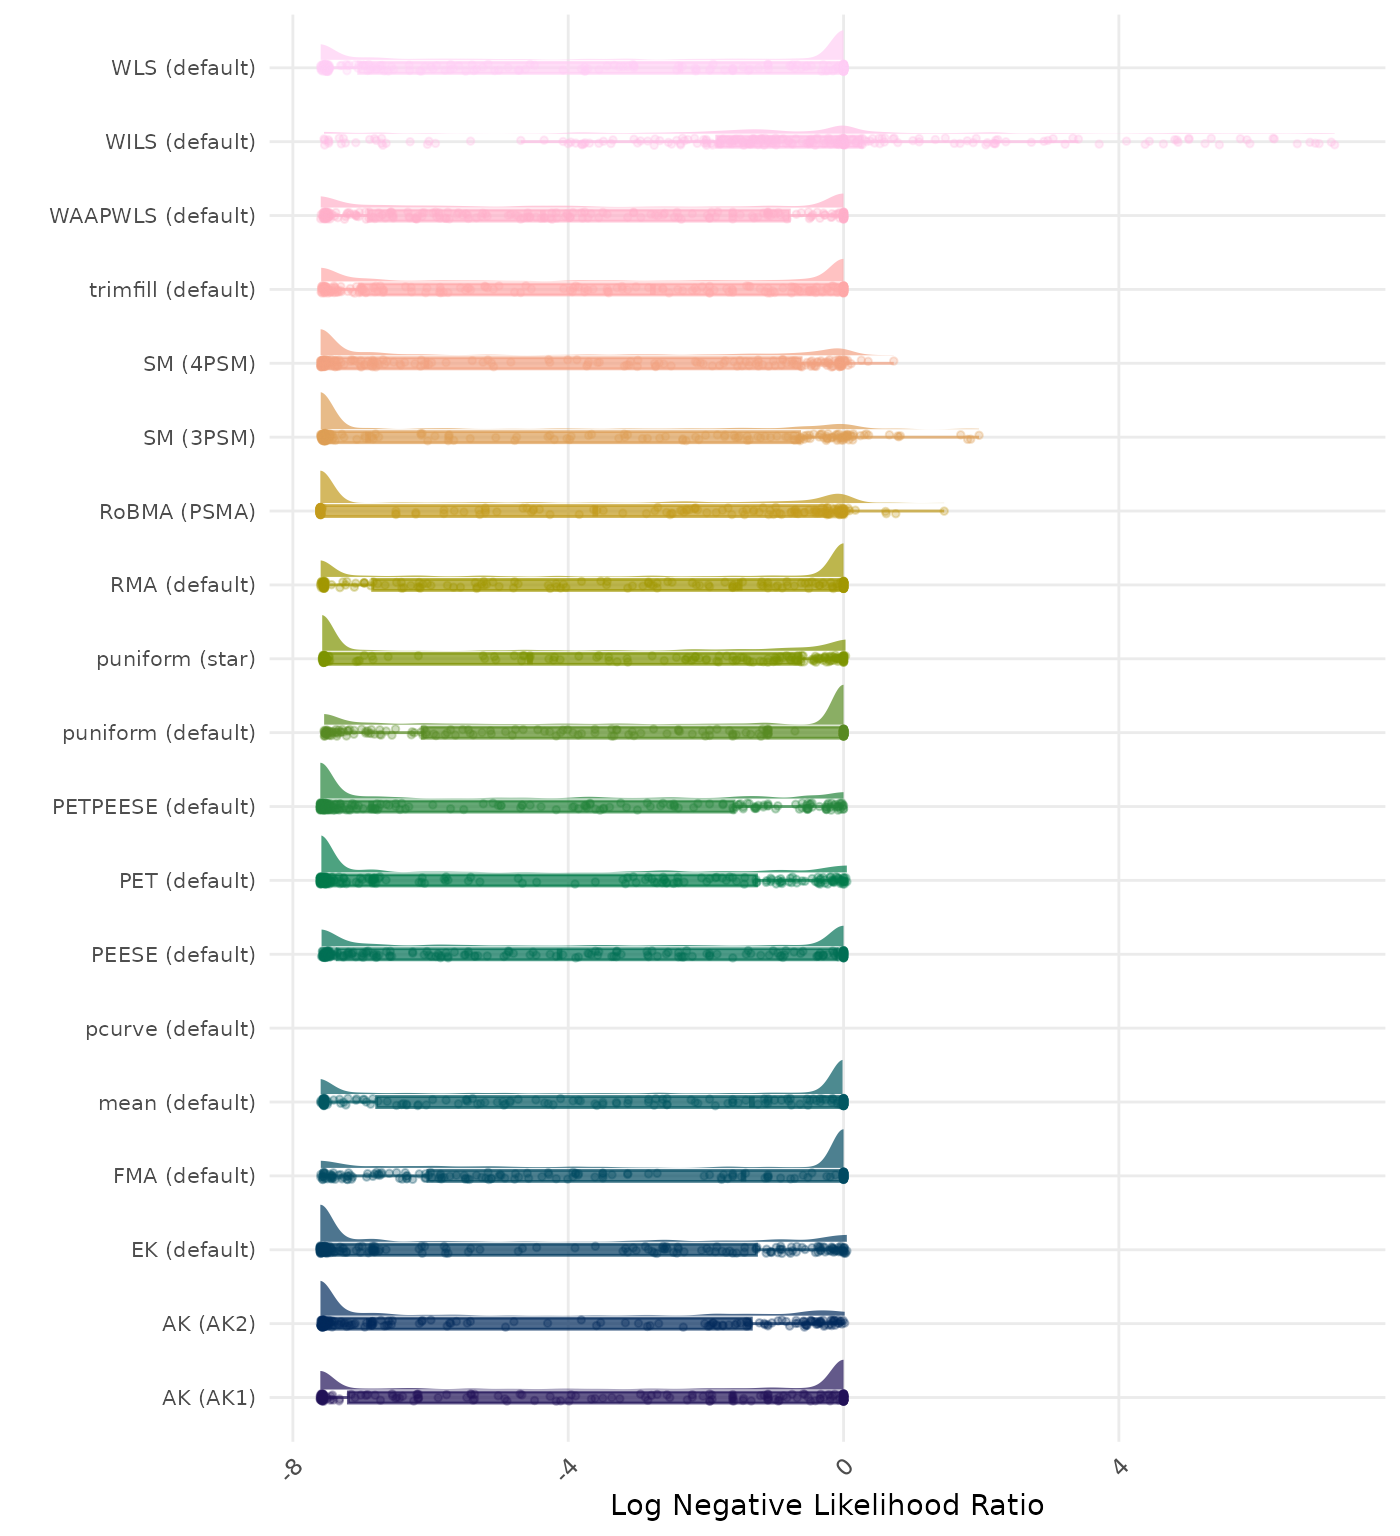 WLS (default)
WILS (default)
WAAPWLS (default)
trimfill (default)
SM (4PSM)
SM (3PSM)
RoBMA (PSMA)
RMA (default)
puniform (star)
puniform (default)
PETPEESE (default)
PET (default)
PEESE (default)
pcurve (default)
mean (default)
FMA (default)
EK (default)
AK (AK2)
AK (AK1)
-8 -4 0 4
Log Negative Likelihood Ratio